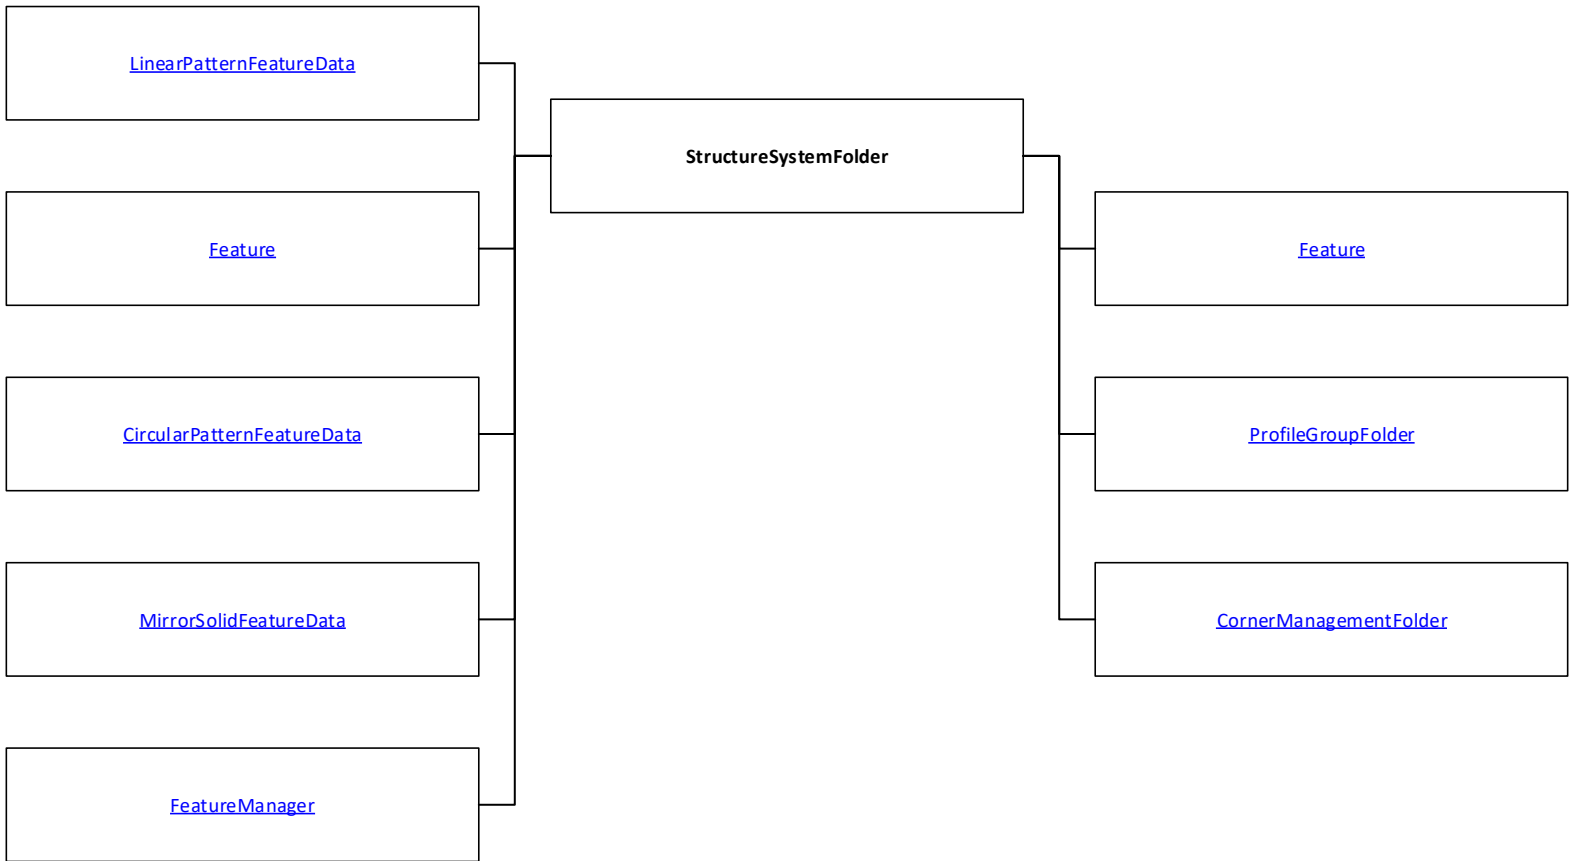 LinearPatternFeatureData
StructureSystemFolder
Feature
Feature
CircularPatternFeatureData
ProfileGroupFolder
MirrorSolidFeatureData
CornerManagementFolder
FeatureManager